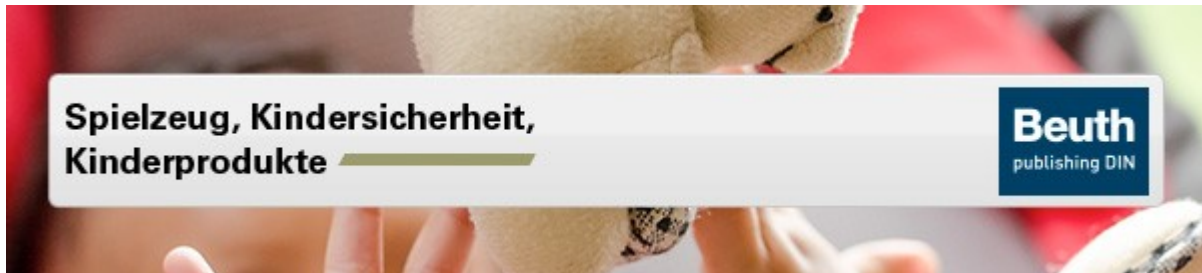 Spielzeug, Kindersicherheit,
Kinderprodukte
Beuth
publishing DIN